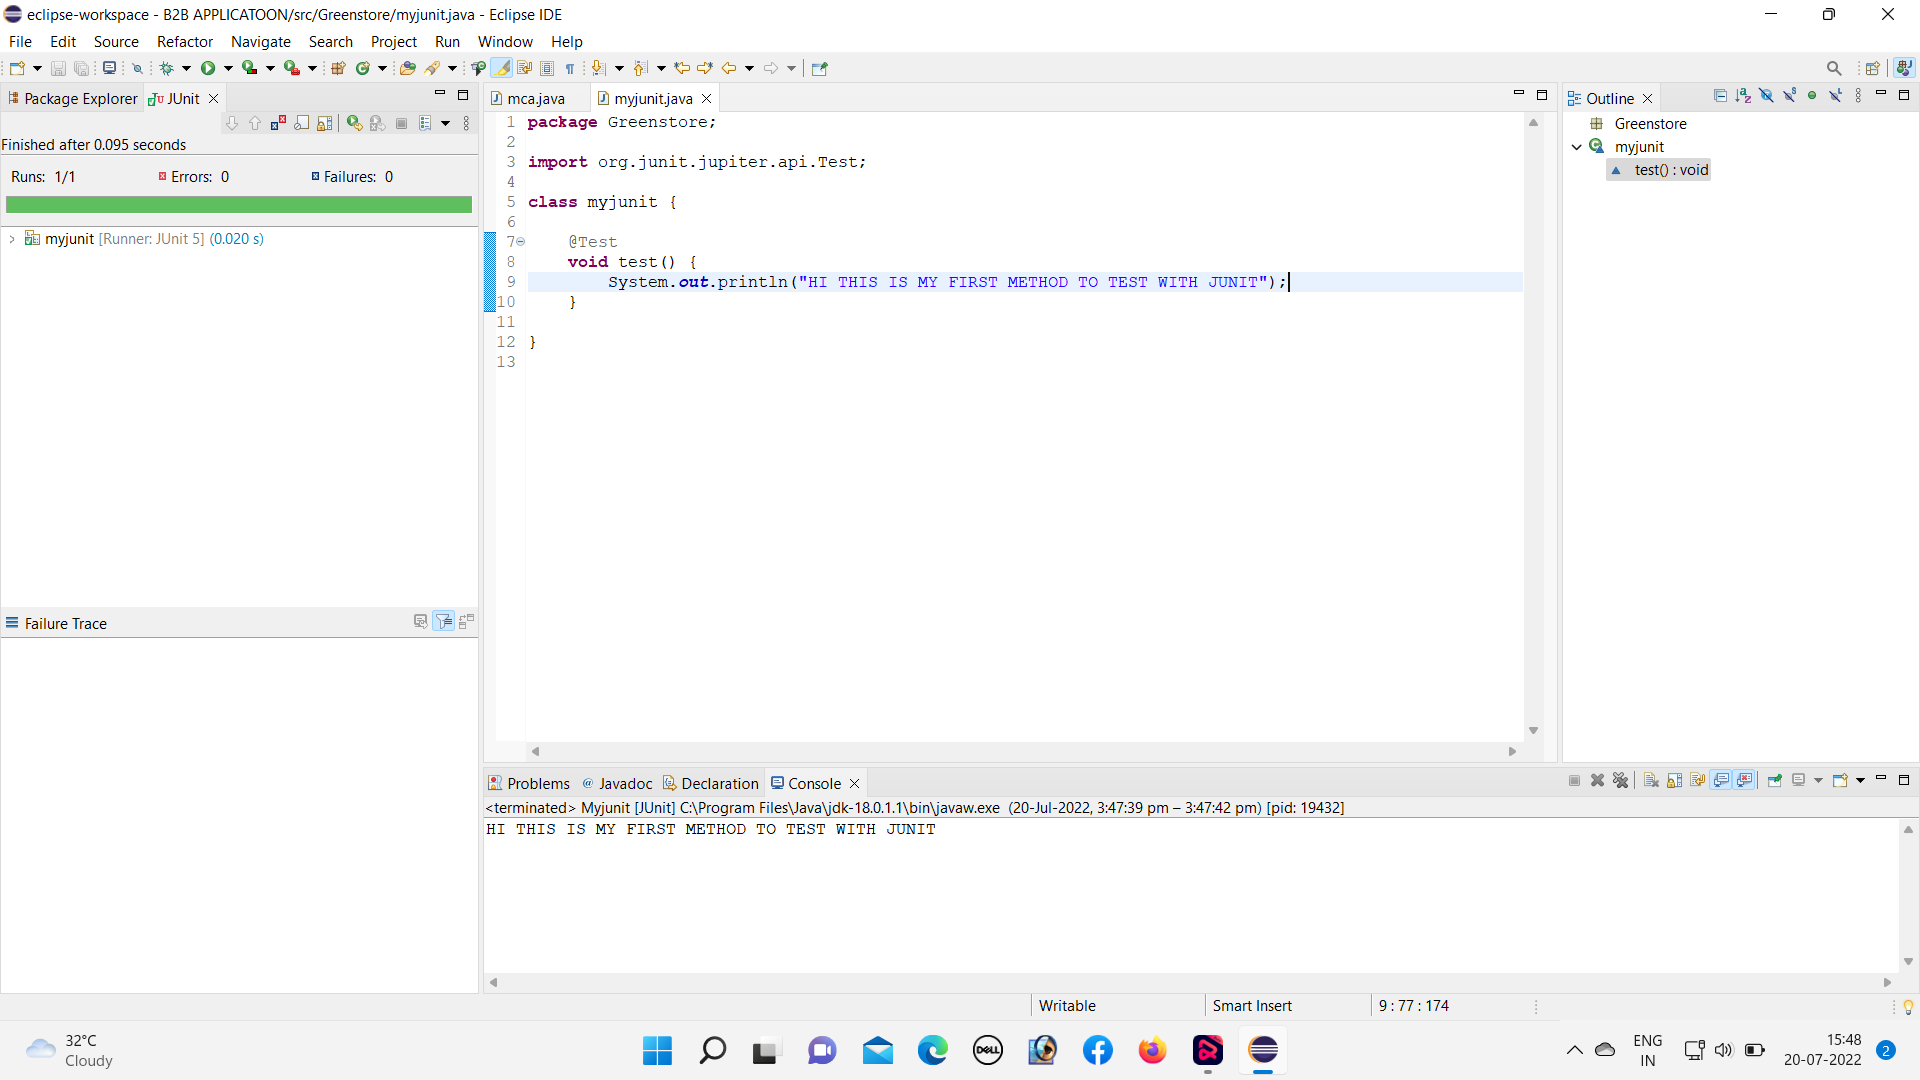 eclipse-workspace - B2B APPLICATOON/src/Greenstore/myjunit.java - Eclipse IDE
File Edit Source Refactor Navigate Search Project Run Window Help
Package Explorer JUnit
Finished after 0.095 seconds
Runs: 1/1 Errors: 0 Failures: 0
myjunit [Runner: JUnit 5] (0.020 s)
Failure Trace
mca.java myjunit.java
1 package Greenstore;
2
3 import org.junit.jupiter.api.Test;
4
5 class myjunit {
6
7 @Test
8 void test() {
9 System.out.println("HI THIS IS MY FIRST METHOD TO TEST WITH JUNIT");
10 }
11
12 }
13
Outline
Greenstore
myjunit
test() : void
Problems @ Javadoc Declaration Console
<terminated> Myjunit [JUnit] C:\Program Files\Java\jdk-18.0.1.1\bin\javaw.exe (20-Jul-2022, 3:47:39 pm – 3:47:42 pm) [pid: 19432]
HI THIS IS MY FIRST METHOD TO TEST WITH JUNIT
Writable Smart Insert 9 : 77 : 174
32°C
Cloudy
DELL
ENG
IN
15:48
20-07-2022
2